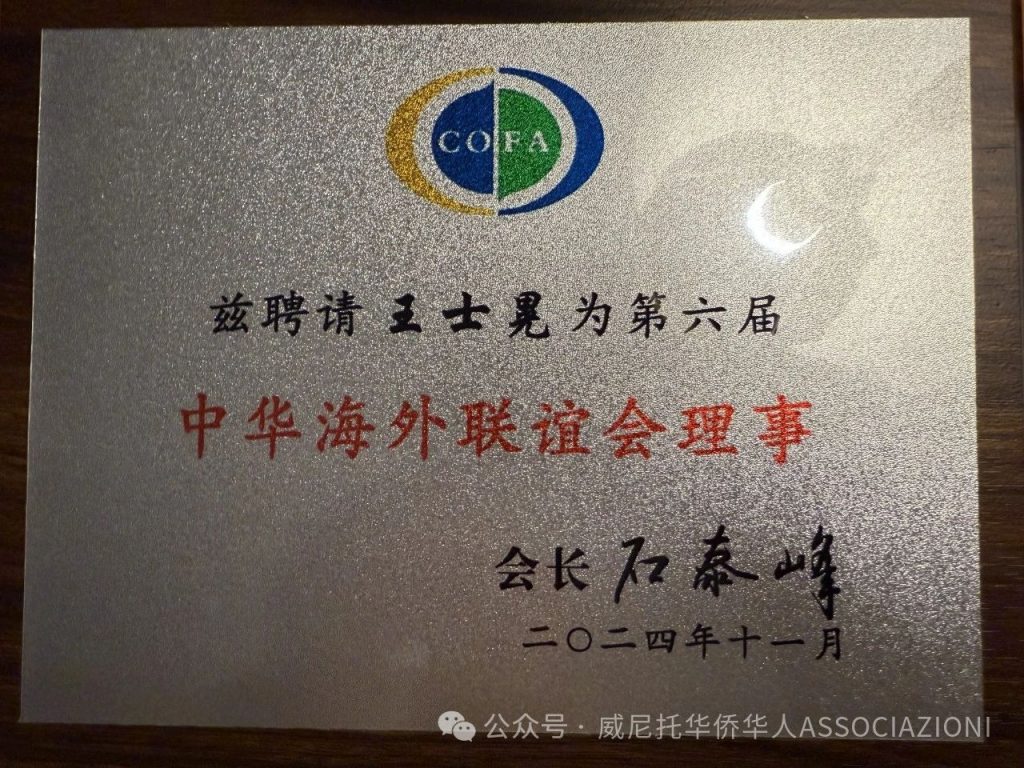 COFA
兹聘请王士晃为第六届
中华海外联谊会理事
会长 石泰峰
二〇二四年十一月
公众号·威尼托华侨华人ASSOCIAZIONI